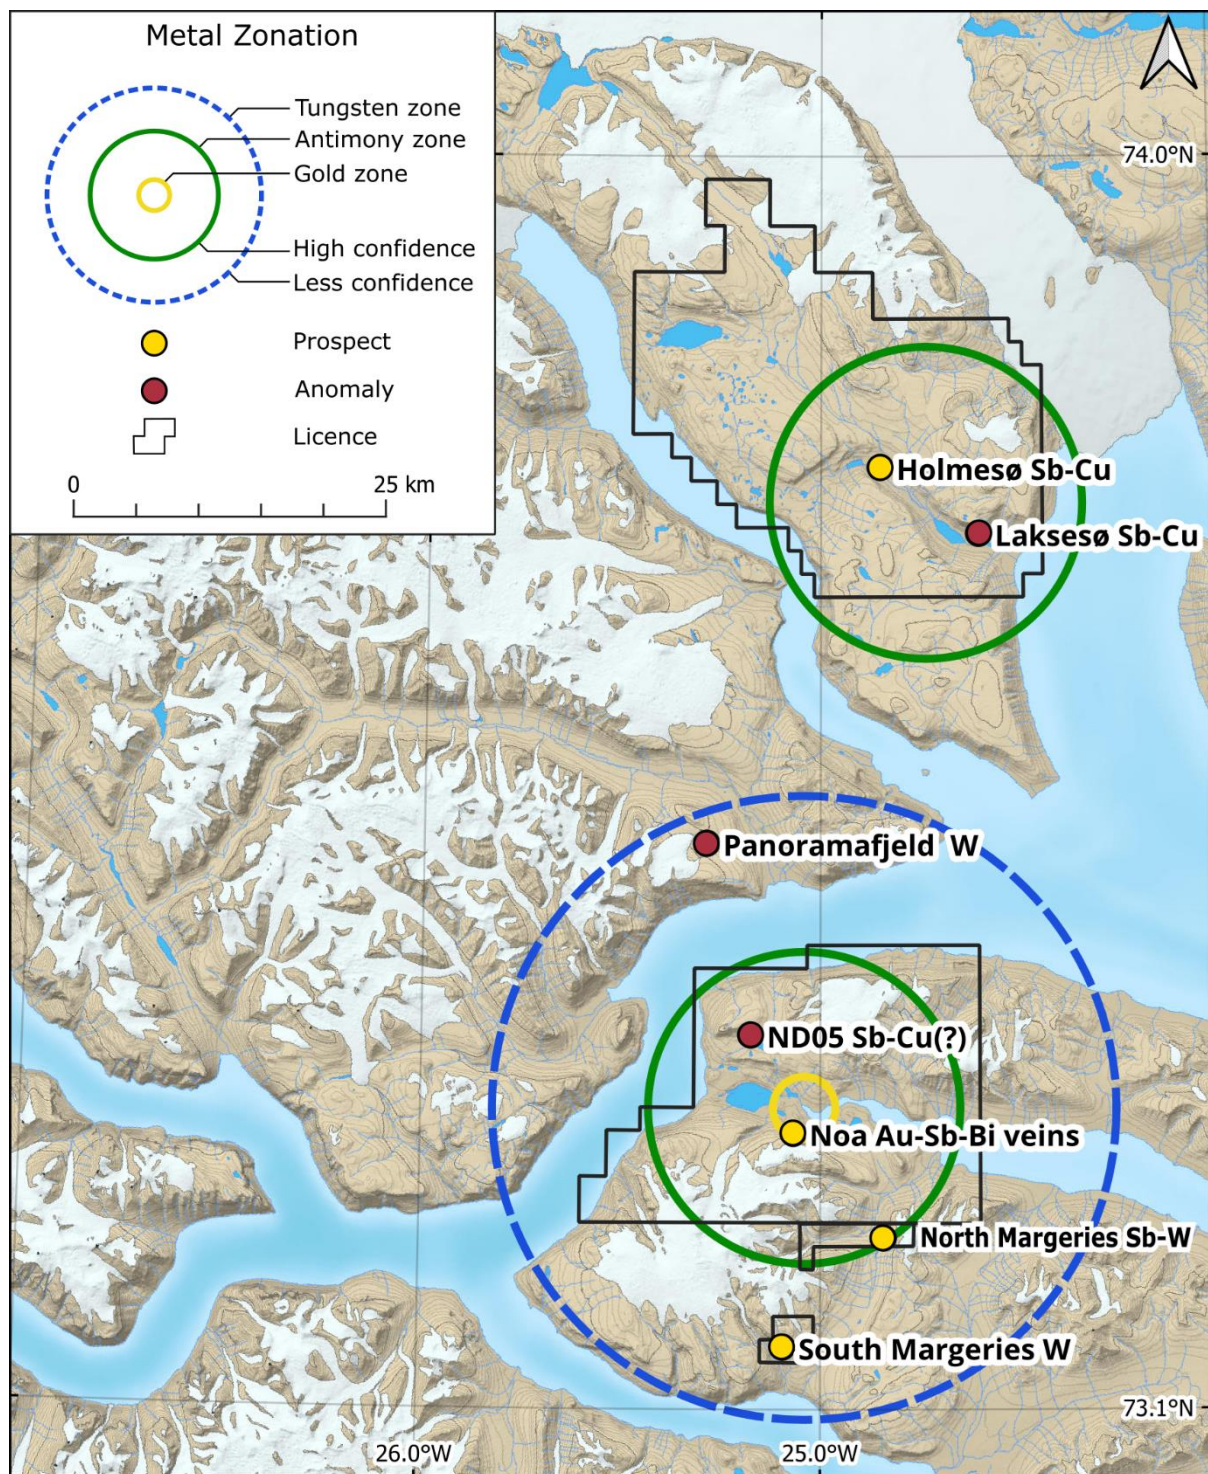 Metal Zonation
Tungsten zone
Antimony zone
Gold zone
High confidence
Less confidence
Prospect
Anomaly
Licence
0 25 km
74.0°N
Holmesø Sb-Cu
Laksesø Sb-Cu
Panoramafjeld W
ND05 Sb-Cu(?)
Noa Au-Sb-Bi veins
North Margeries Sb-W
South Margeries W
73.1°N
26.0°W 25.0°W